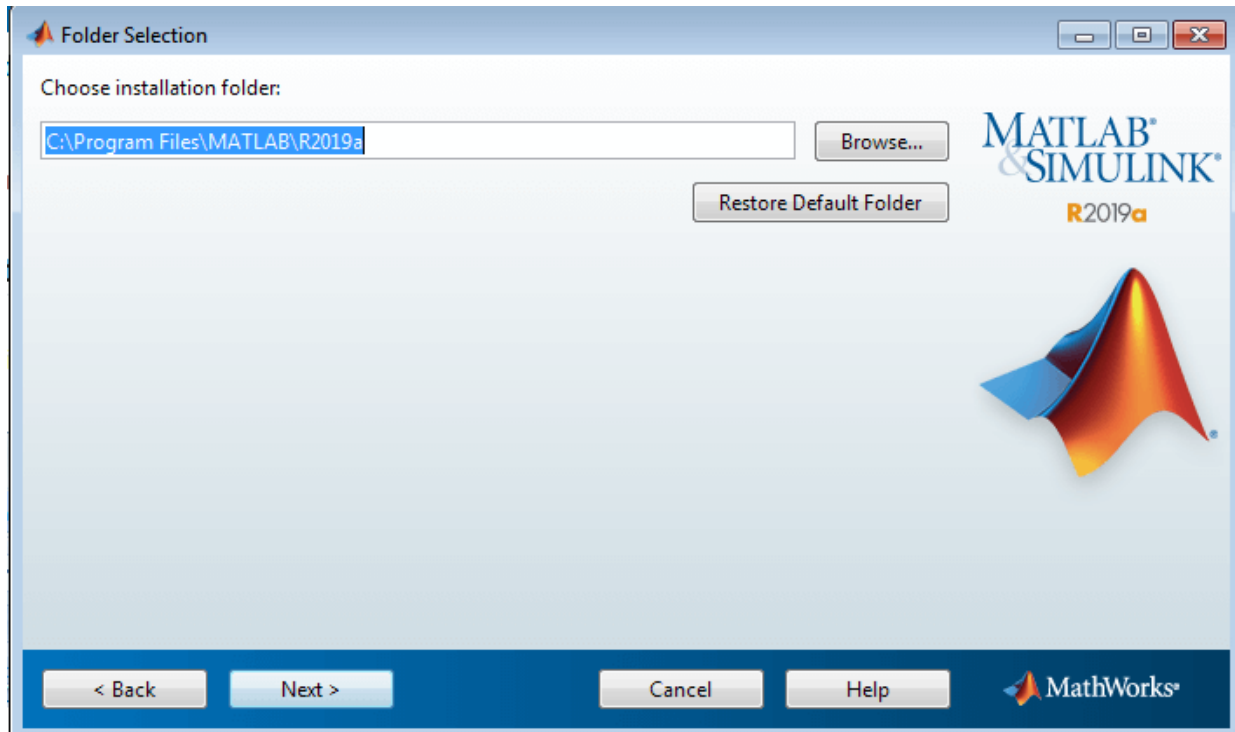 Folder Selection
Choose installation folder:
C:\Program Files\MATLAB\R2019a
Browse...
Restore Default Folder
MATLAB®
&SIMULINK®
R2019a
®
< Back
Next >
Cancel
Help
MathWorks®